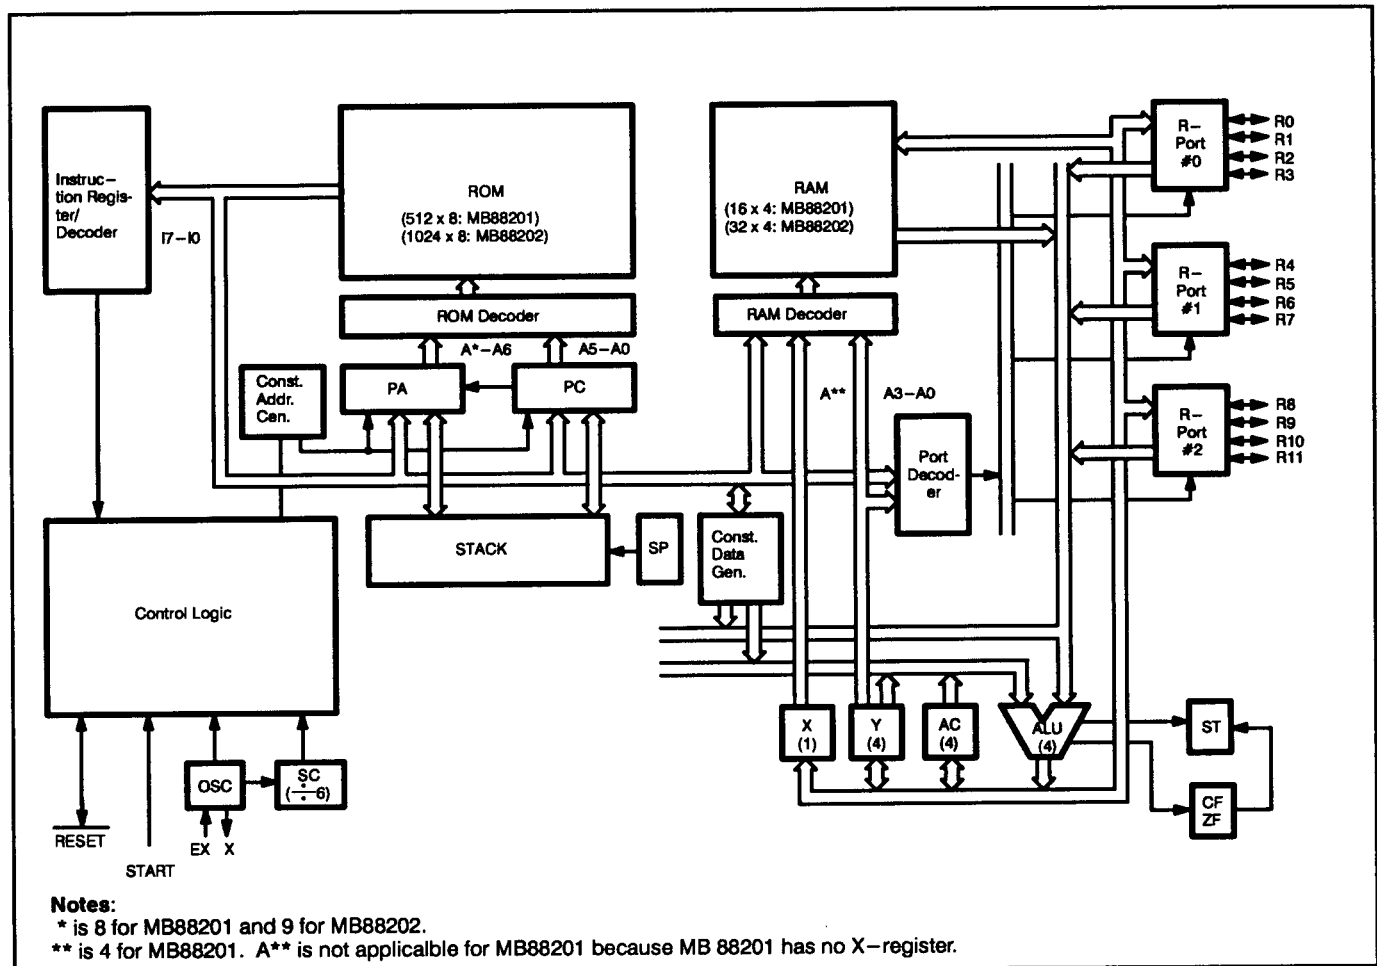 Instruc–
tion Regis-
ter/
Decoder
I7–I0
ROM
(512 x 8: MB88201)
(1024 x 8: MB88202)
ROM Decoder
A*–A6
A5–A0
PA
PC
Const.
Addr.
Cen.
STACK
SP
Control Logic
OSC
SC
(÷6)
RESET
START
EX
X
RAM
(16 x 4: MB88201)
(32 x 4: MB88202)
RAM Decoder
A**
A3–A0
Port
Decod-
er
Const.
Data
Gen.
X
(1)
Y
(4)
AC
(4)
ALU
(4)
ST
CF
ZF
R–
Port
#0
R0
R1
R2
R3
R–
Port
#1
R4
R5
R6
R7
R–
Port
#2
R8
R9
R10
R11
Notes:
* is 8 for MB88201 and 9 for MB88202.
** is 4 for MB88201. A** is not applicalble for MB88201 because MB 88201 has no X–register.